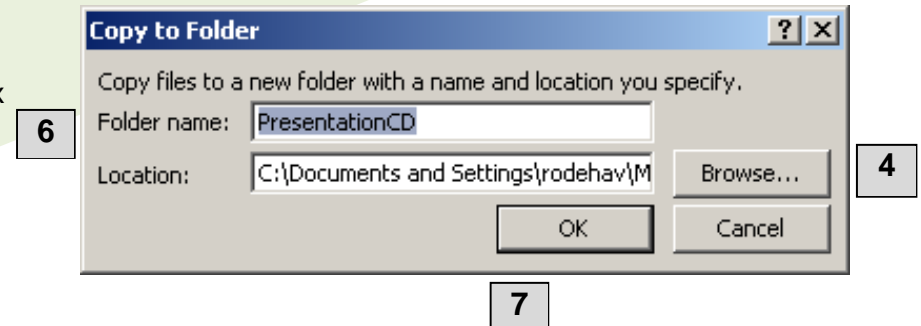 Copy to Folder
Copy files to a new folder with a name and location you specify.
6
Folder name: PresentationCD
Location: C:\Documents and Settings\rodehav\M Browse... 4
OK Cancel
7